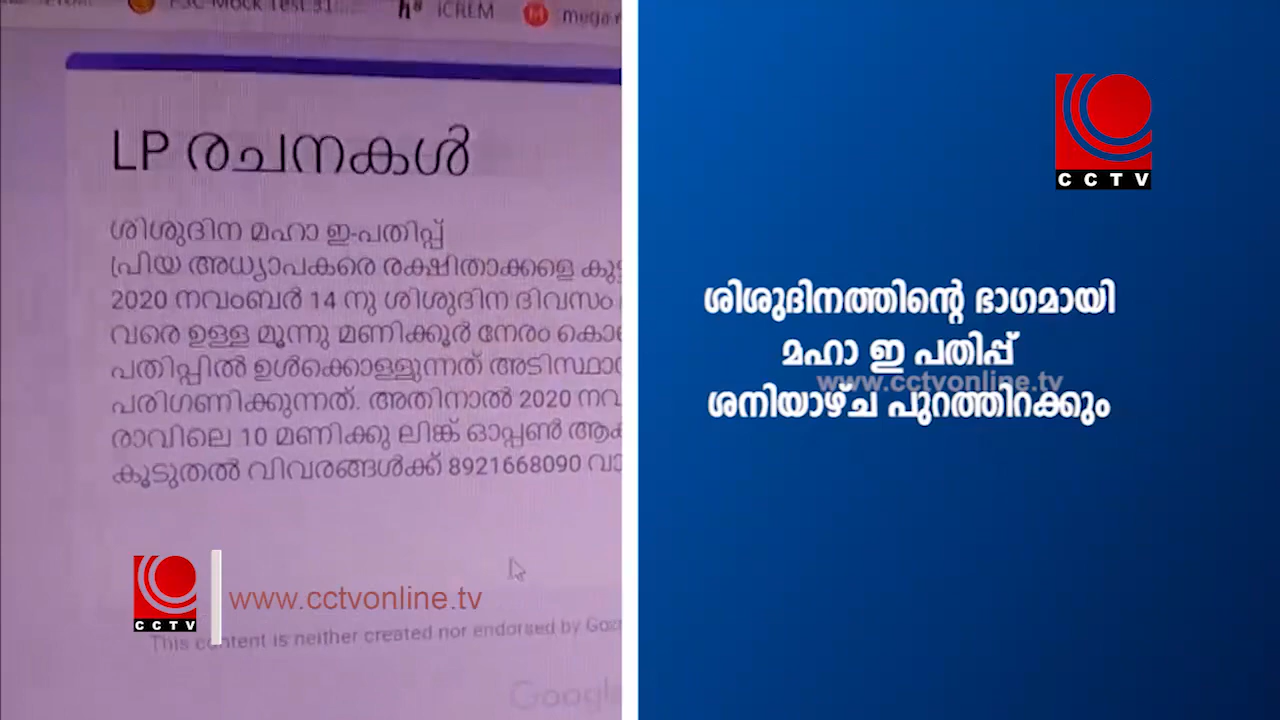 PSC Mock Test 31
iCREM
LP രചനകൾ
ശിശുദിന മഹാ ഇ-പതിപ്പ്
പ്രിയ അധ്യാപകരെ രക്ഷിതാക്കളെ
2020 നവംബർ 14 നു ശിശുദിന ദിവസം
വരെ ഉള്ള മൂന്നു മണിക്കൂർ നേരം
പതിപ്പിൽ ഉൾക്കൊള്ളുന്നത്
പരിഗണിക്കുന്നത്. അതിനാൽ 2020
രാവിലെ 10 മണിക്കു ലിങ്ക് ഓപ്പൺ
കൂടുതൽ വിവരങ്ങൾക്ക് 8921668090
CCTV
www.cctvonline.tv
This content is neither created nor endorsed by
Google
CCTV
ശിശുദിനത്തിന്റെ ഭാഗമായി
മഹാ ഇ പതിപ്പ്
www.cctvonline.tv
ശനിയാഴ്ച പുറത്തിറക്കും